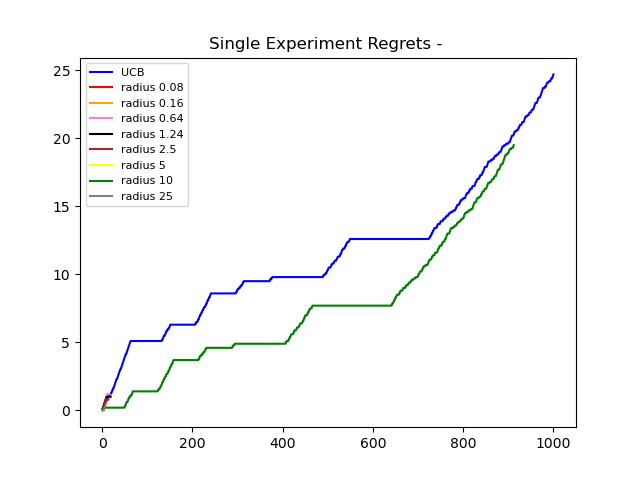 Single Experiment Regrets -
25
20
15
10
5
0
UCB
radius 0.08
radius 0.16
radius 0.64
radius 1.24
radius 2.5
radius 5
radius 10
radius 25
0 200 400 600 800 1000